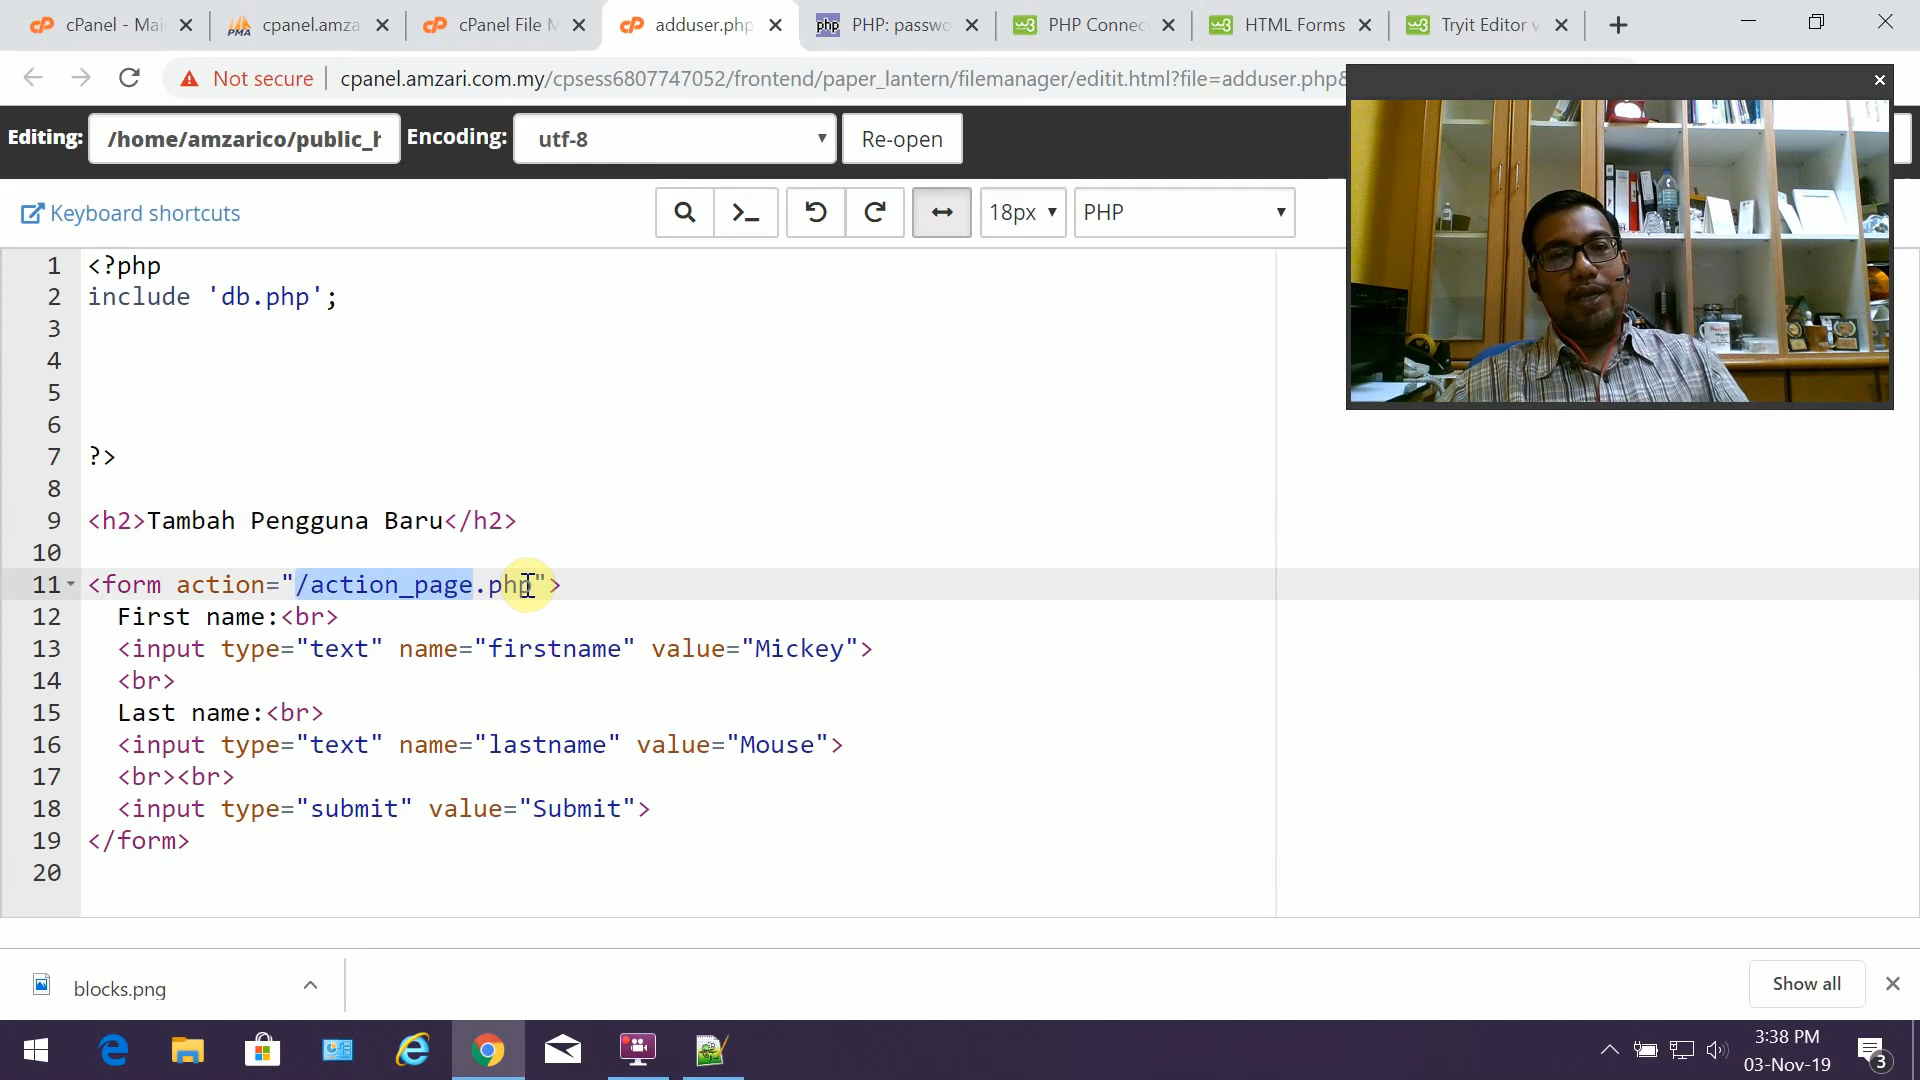 cPanel - Mai
cpanel.amza
cPanel File M
adduser.php
PHP: passwo
PHP Connec
HTML Forms
Tryit Editor v
Not secure
cpanel.amzari.com.my/cpsess6807747052/frontend/paper_lantern/filemanager/editit.html?file=adduser.php&
Editing:
/home/amzarico/public_h
Encoding:
utf-8
Re-open
Keyboard shortcuts
18px
PHP
1 <?php
2 include 'db.php';
3
4
5
6
7 ?>
8
9 <h2>Tambah Pengguna Baru</h2>
10
11 <form action="/action_page.php">
12 First name:<br>
13 <input type="text" name="firstname" value="Mickey">
14 <br>
15 Last name:<br>
16 <input type="text" name="lastname" value="Mouse">
17 <br><br>
18 <input type="submit" value="Submit">
19 </form>
20
blocks.png
Show all
3:38 PM
03-Nov-19
3